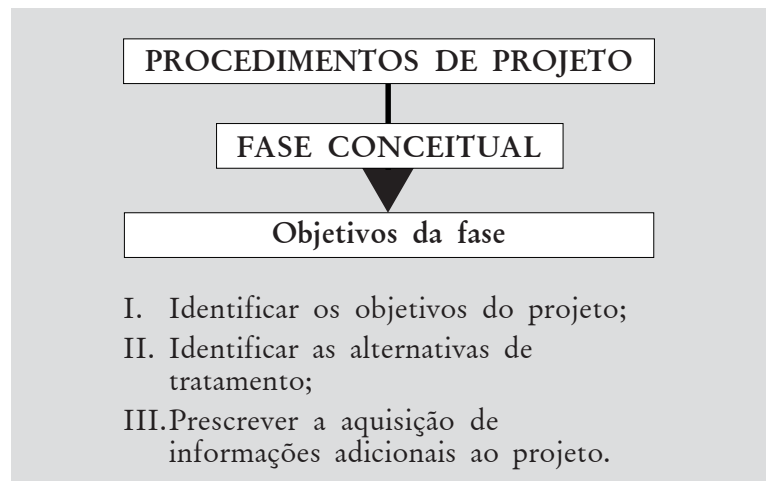 PROCEDIMENTOS DE PROJETO
FASE CONCEITUAL
Objetivos da fase
I. Identificar os objetivos do projeto;
II. Identificar as alternativas de
tratamento;
III.Prescrever a aquisição de
informações adicionais ao projeto.